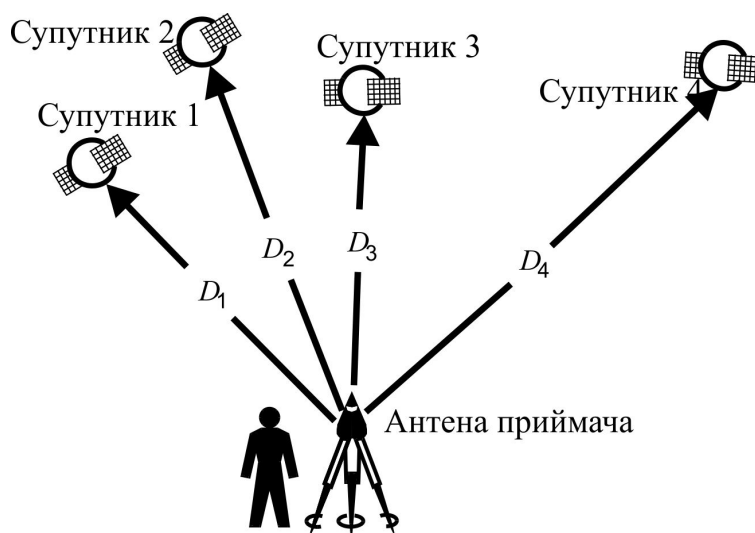 Супутник 2
Супутник 3
Супутник 4
Супутник 1
D₂
D₃
D₄
D₁
Антена приймача